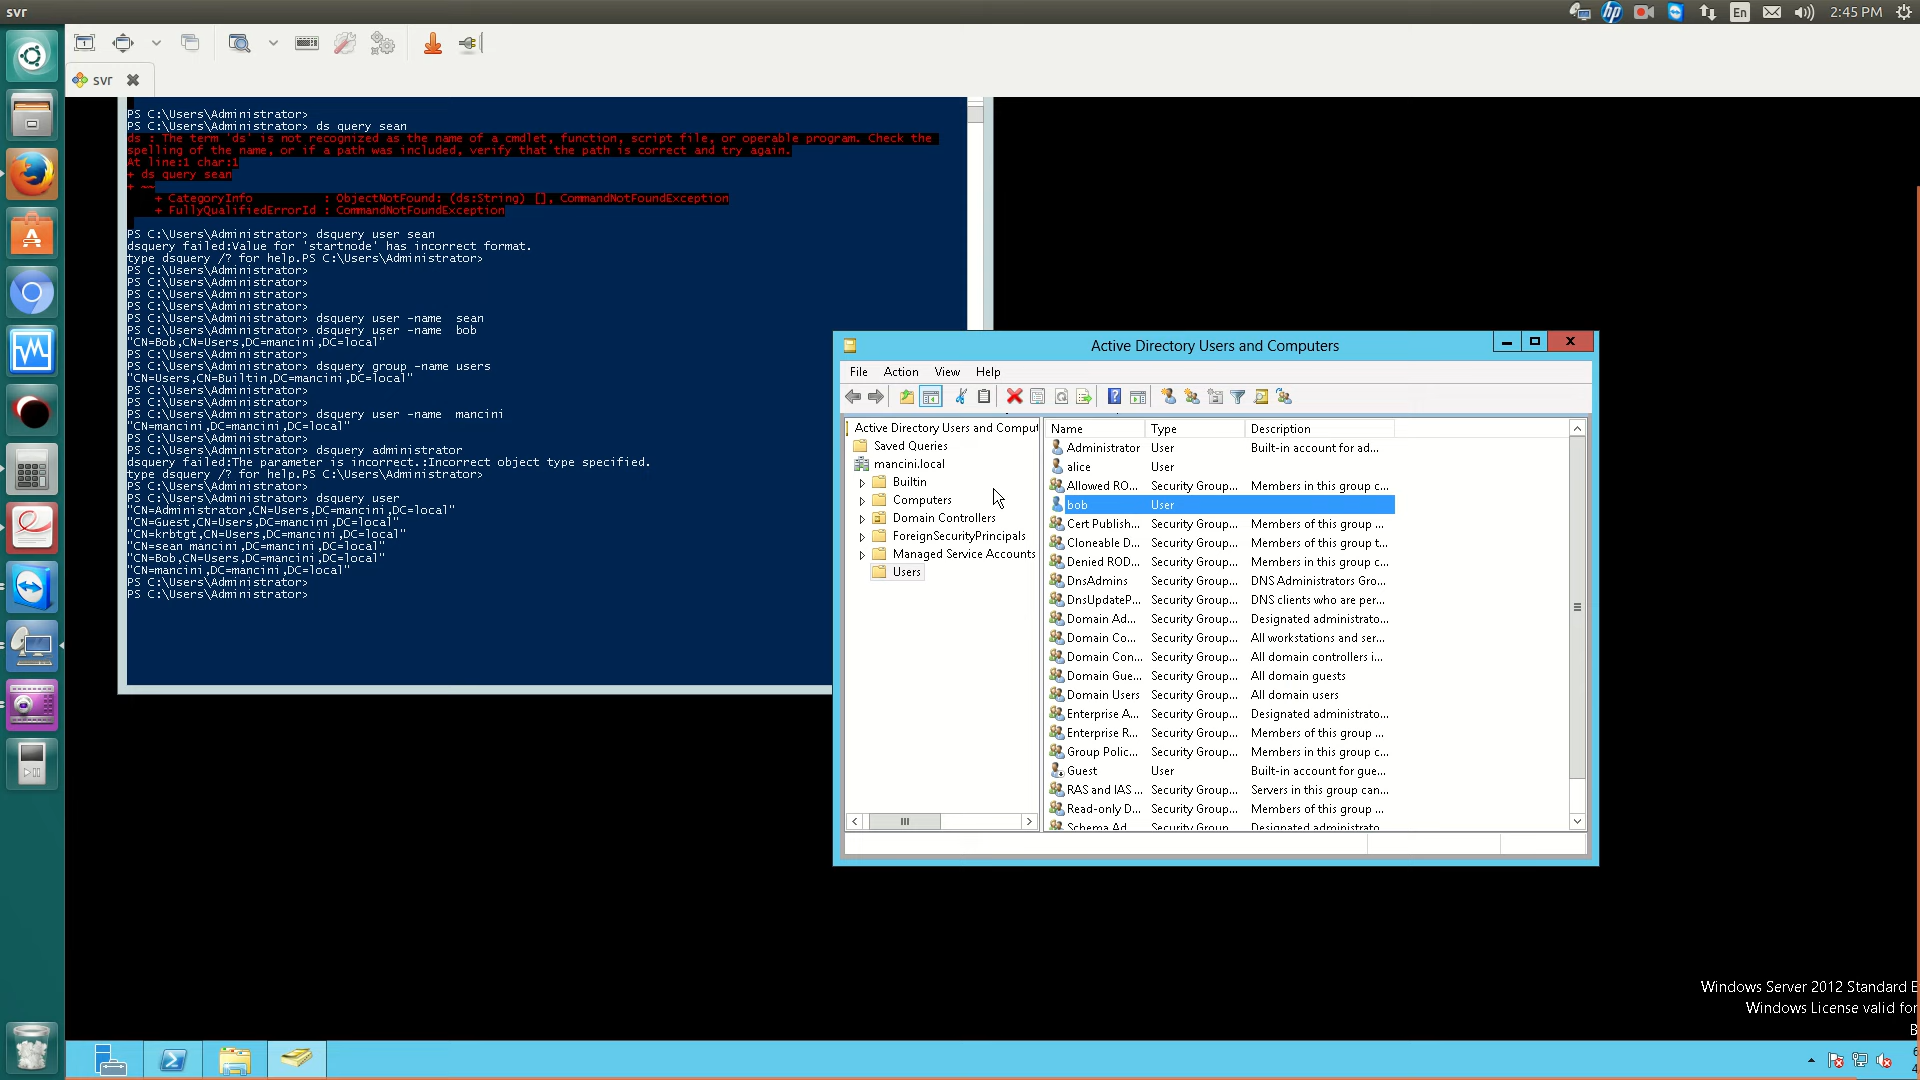 svr
En
2:45 PM
svr
PS C:\Users\Administrator>
PS C:\Users\Administrator> ds query sean
ds : The term 'ds' is not recognized as the name of a cmdlet, function, script file, or operable program. Check the
spelling of the name, or if a path was included, verify that the path is correct and try again.
At line:1 char:1
+ ds query sean
+ ~~
+ CategoryInfo : ObjectNotFound: (ds:String) [], CommandNotFoundException
+ FullyQualifiedErrorId : CommandNotFoundException
PS C:\Users\Administrator> dsquery user sean
dsquery failed:Value for 'startnode' has incorrect format.
type dsquery /? for help.PS C:\Users\Administrator>
PS C:\Users\Administrator>
PS C:\Users\Administrator>
PS C:\Users\Administrator>
PS C:\Users\Administrator>
PS C:\Users\Administrator> dsquery user -name  sean
PS C:\Users\Administrator> dsquery user -name  bob
"CN=Bob,CN=Users,DC=mancini,DC=local"
PS C:\Users\Administrator>
PS C:\Users\Administrator> dsquery group -name users
"CN=Users,CN=Builtin,DC=mancini,DC=local"
PS C:\Users\Administrator>
PS C:\Users\Administrator>
PS C:\Users\Administrator> dsquery user -name  mancini
"CN=mancini,DC=mancini,DC=local"
PS C:\Users\Administrator>
PS C:\Users\Administrator> dsquery administrator
dsquery failed:The parameter is incorrect.:Incorrect object type specified.
type dsquery /? for help.PS C:\Users\Administrator>
PS C:\Users\Administrator>
PS C:\Users\Administrator> dsquery user
"CN=Administrator,CN=Users,DC=mancini,DC=local"
"CN=Guest,CN=Users,DC=mancini,DC=local"
"CN=krbtgt,CN=Users,DC=mancini,DC=local"
"CN=sean mancini,DC=mancini,DC=local"
"CN=Bob,CN=Users,DC=mancini,DC=local"
"CN=mancini,DC=mancini,DC=local"
PS C:\Users\Administrator>
PS C:\Users\Administrator>
Active Directory Users and Computers
File Action View Help
Active Directory Users and Comput
Saved Queries
mancini.local
Builtin
Computers
Domain Controllers
ForeignSecurityPrincipals
Managed Service Accounts
Users
Name Type Description
Administrator User Built-in account for ad...
alice User
Allowed RO... Security Group... Members in this group c...
bob User
Cert Publish... Security Group... Members of this group ...
Cloneable D... Security Group... Members of this group t...
Denied ROD... Security Group... Members in this group c...
DnsAdmins Security Group... DNS Administrators Gro...
DnsUpdateP... Security Group... DNS clients who are per...
Domain Ad... Security Group... Designated administrato...
Domain Co... Security Group... All workstations and ser...
Domain Con... Security Group... All domain controllers i...
Domain Gue... Security Group... All domain guests
Domain Users Security Group... All domain users
Enterprise A... Security Group... Designated administrato...
Enterprise R... Security Group... Members of this group ...
Group Polic... Security Group... Members in this group c...
Guest User Built-in account for gue...
RAS and IAS ... Security Group... Servers in this group can...
Read-only D... Security Group... Members of this group ...
Schema Ad... Security Group... Designated administrato...
Windows Server 2012 Standard E
Windows License valid for
B